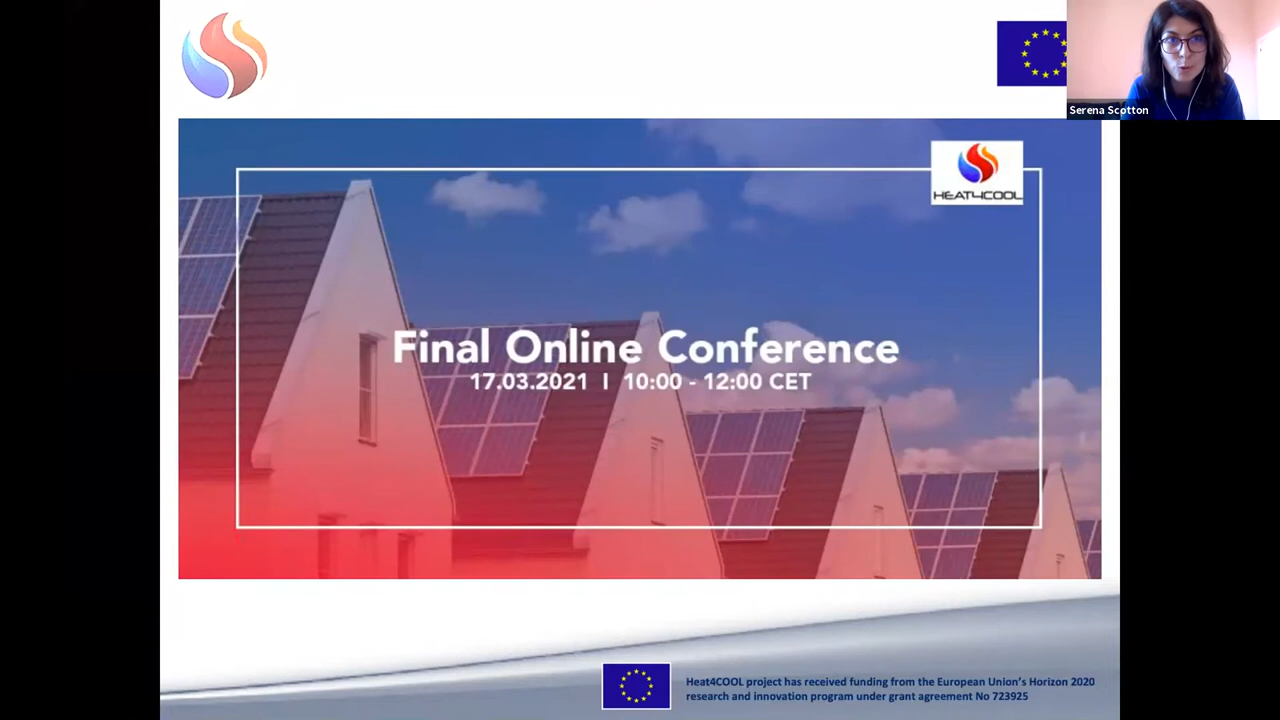 Serena Scotton
HEAT4COOL
Final Online Conference
17.03.2021 | 10:00 - 12:00 CET
Heat4COOL project has received funding from the European Union's Horizon 2020
research and innovation program under grant agreement No 723925